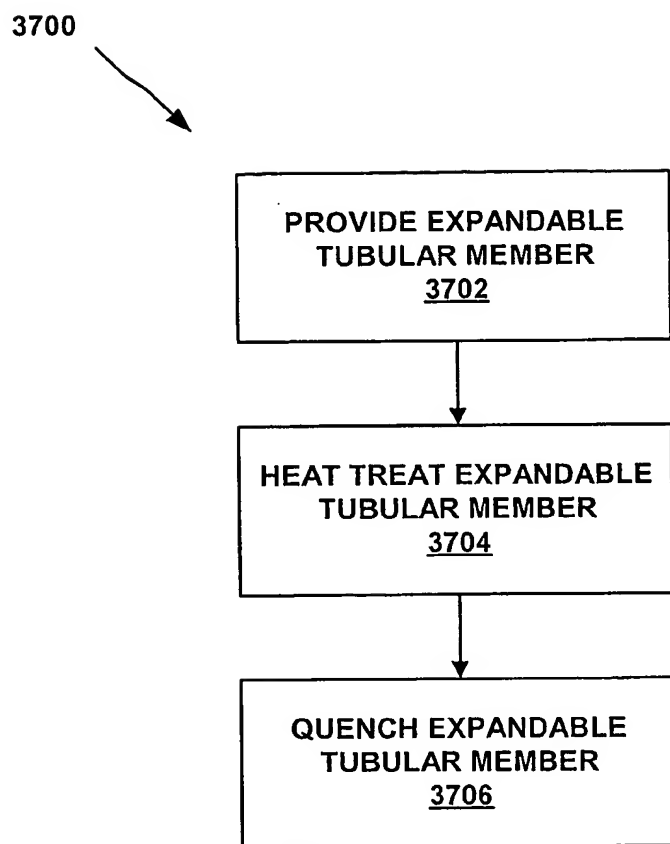 3700
PROVIDE EXPANDABLE
TUBULAR MEMBER
3702
HEAT TREAT EXPANDABLE
TUBULAR MEMBER
3704
QUENCH EXPANDABLE
TUBULAR MEMBER
3706